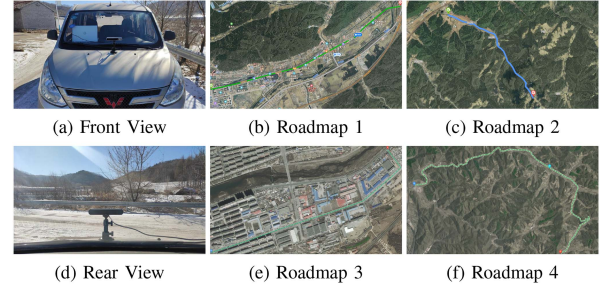 (a) Front View
(b) Roadmap 1
(c) Roadmap 2
(d) Rear View
(e) Roadmap 3
(f) Roadmap 4